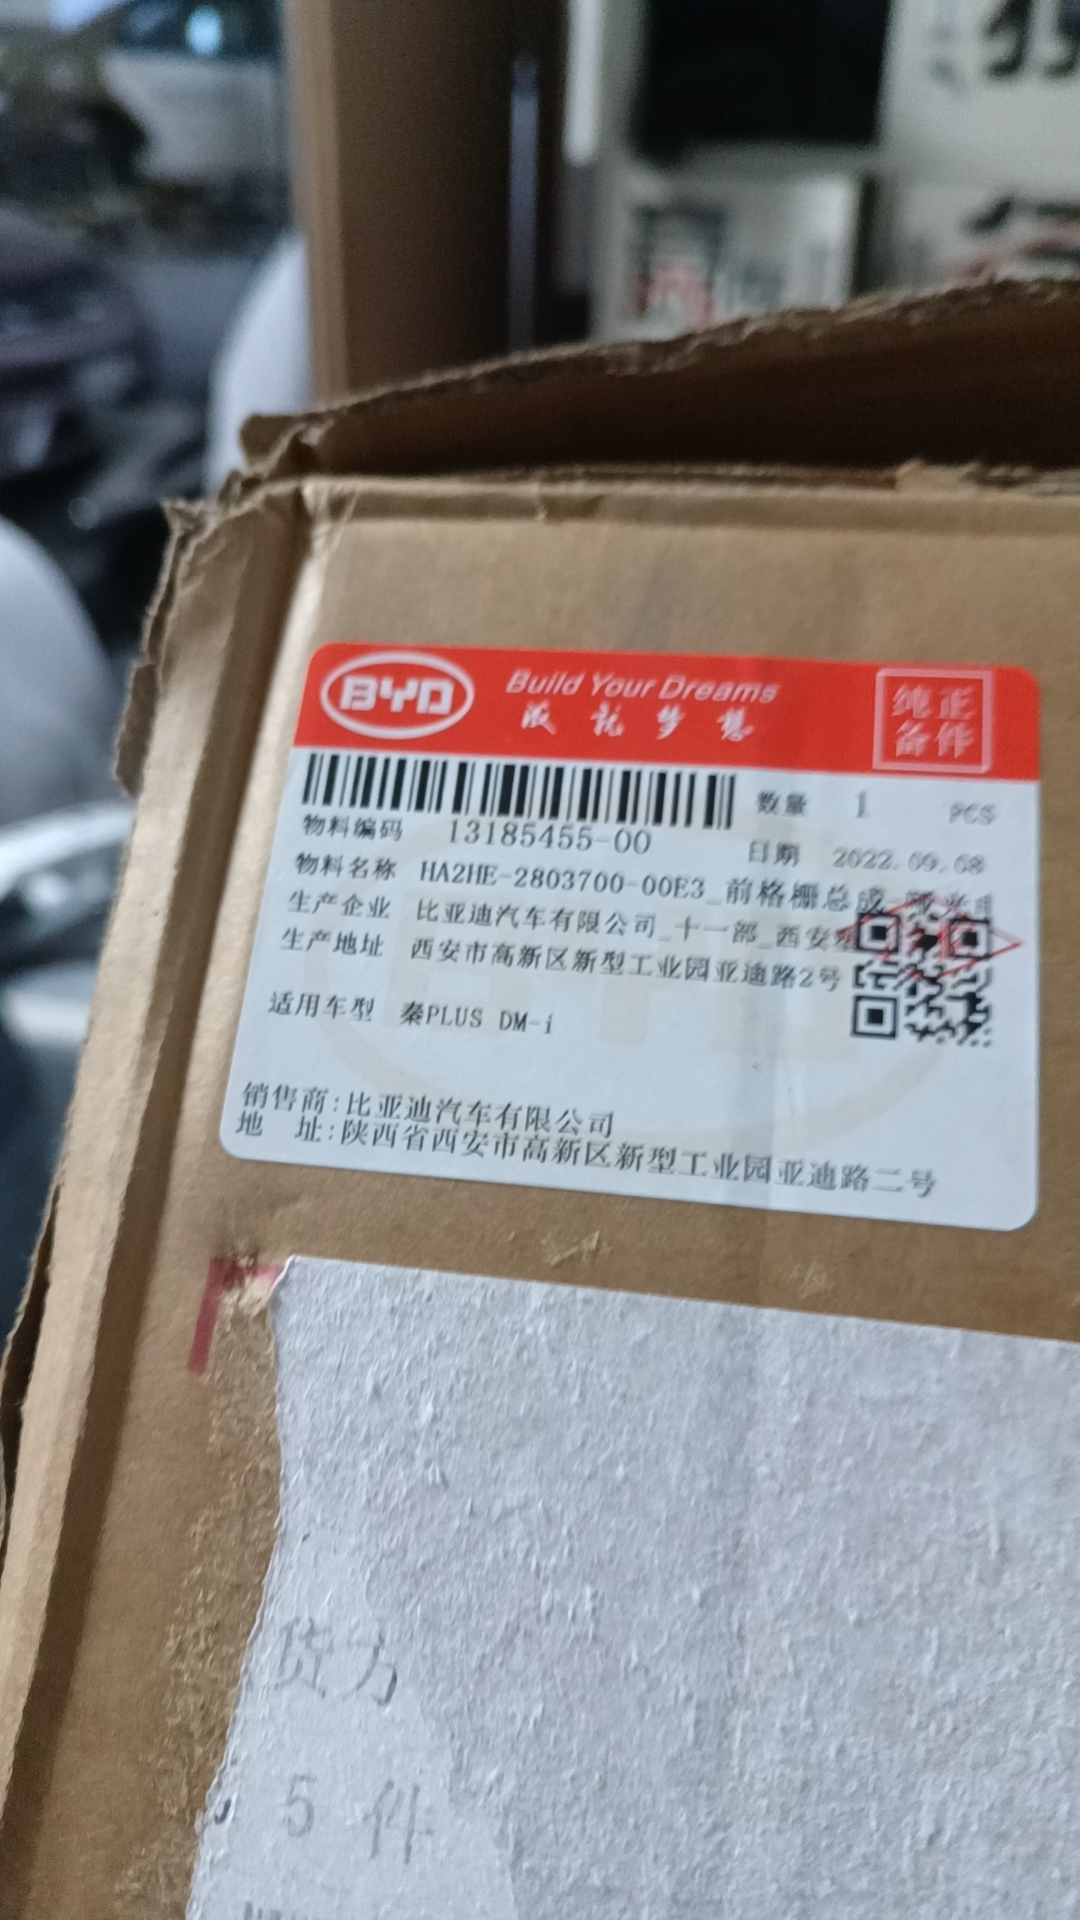 BYD
Build Your Dreams
成就梦想
纯正
备件
数量 1 PCS
物料编码 13185455-00
日期 2022.09.08
物料名称 HA2HE-2803700-00E3_前格栅总成
生产企业 比亚迪汽车有限公司_十一部_西安
生产地址 西安市高新区新型工业园亚迪路2号
适用车型 秦PLUS DM-i
销售商:比亚迪汽车有限公司
地 址:陕西省西安市高新区新型工业园亚迪路二号
货方
5 件